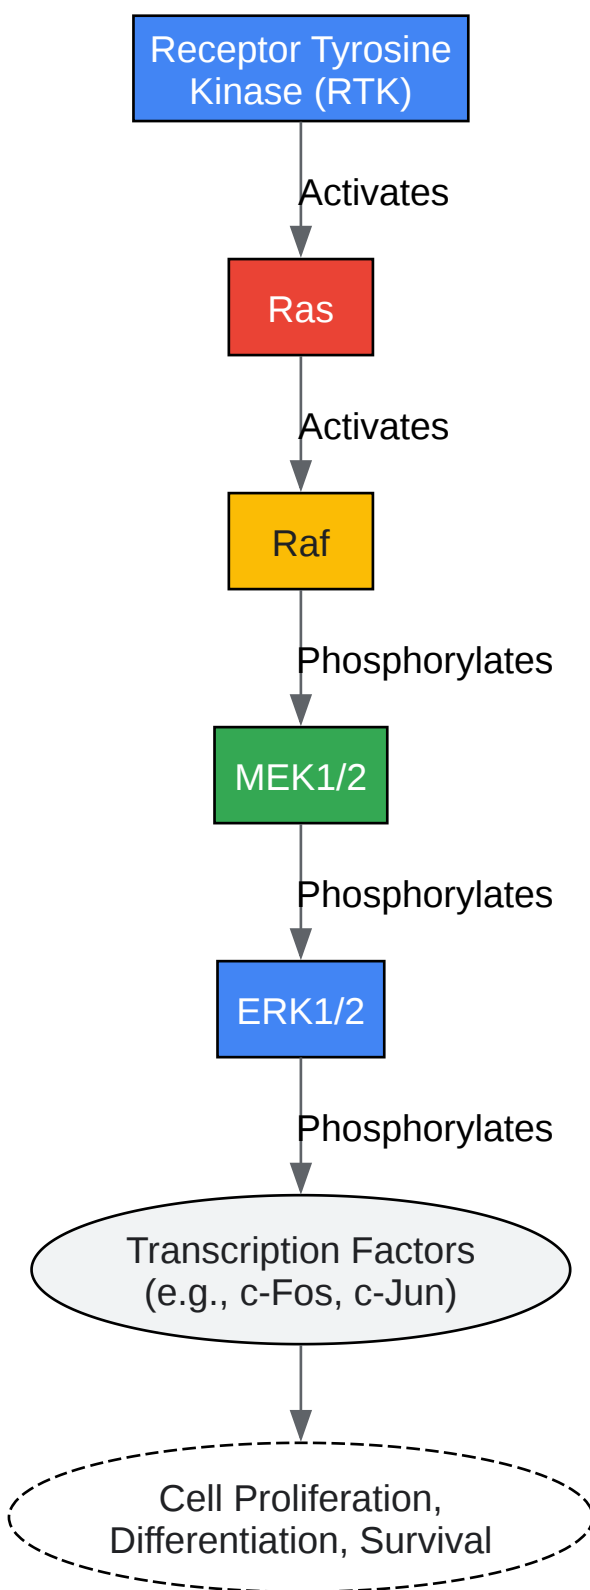 Receptor Tyrosine
Kinase (RTK)
Activates
Ras
Activates
Raf
Phosphorylates
MEK1/2
Phosphorylates
ERK1/2
Phosphorylates
Transcription Factors
(e.g., c-Fos, c-Jun)
Cell Proliferation,
Differentiation, Survival